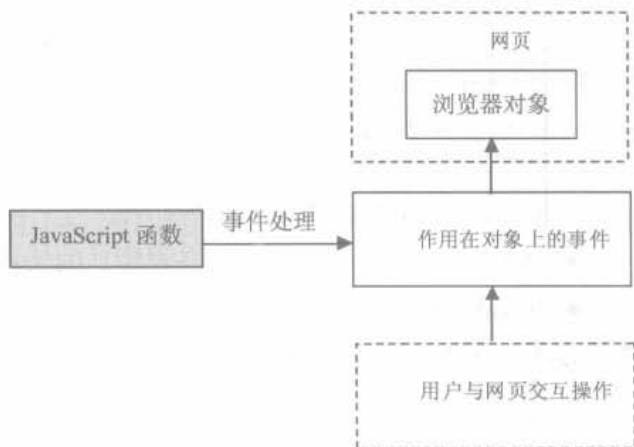 网页
浏览器对象
事件处理
JavaScript 函数
作用在对象上的事件
用户与网页交互操作